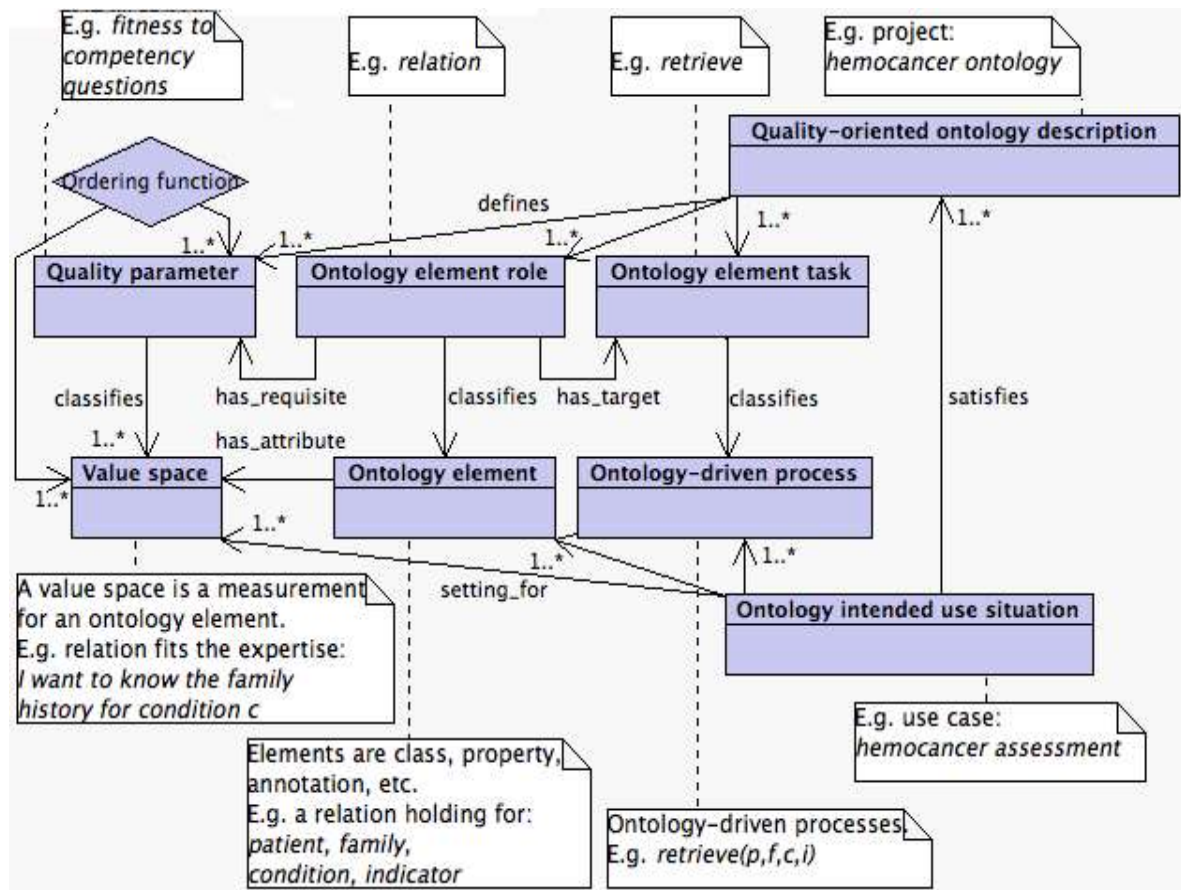 E.g. fitness to
competency
questions
E.g. relation
E.g. retrieve
E.g. project:
hemocancer ontology
Quality-oriented ontology description
Ordering function
defines
1..*
1..*
1..*
1..*
1..*
Quality parameter
Ontology element role
Ontology element task
classifies
has_requisite
classifies
has_target
classifies
satisfies
1..*
has_attribute
Value space
Ontology element
Ontology-driven process
1..*
1..*
1..*
1..*
setting_for
Ontology intended use situation
A value space is a measurement
for an ontology element.
E.g. relation fits the expertise:
I want to know the family
history for condition c
E.g. use case:
hemocancer assessment
Elements are class, property,
annotation, etc.
E.g. a relation holding for:
patient, family,
condition, indicator
Ontology-driven processes.
E.g. retrieve(p,f,c,i)